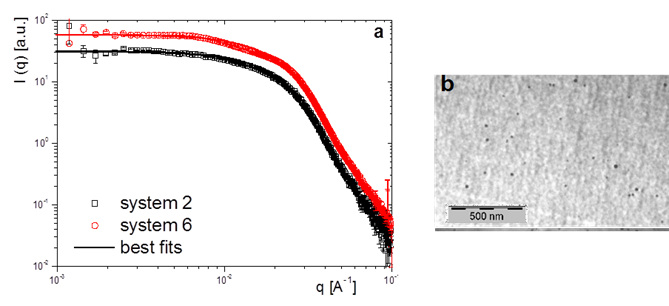 a
I (q) [a.u.]
10²
10¹
10⁰
10⁻¹
10⁻²
system 2
system 6
best fits
10⁻³
10⁻²
10⁻¹
q [A⁻¹]
b
500 nm